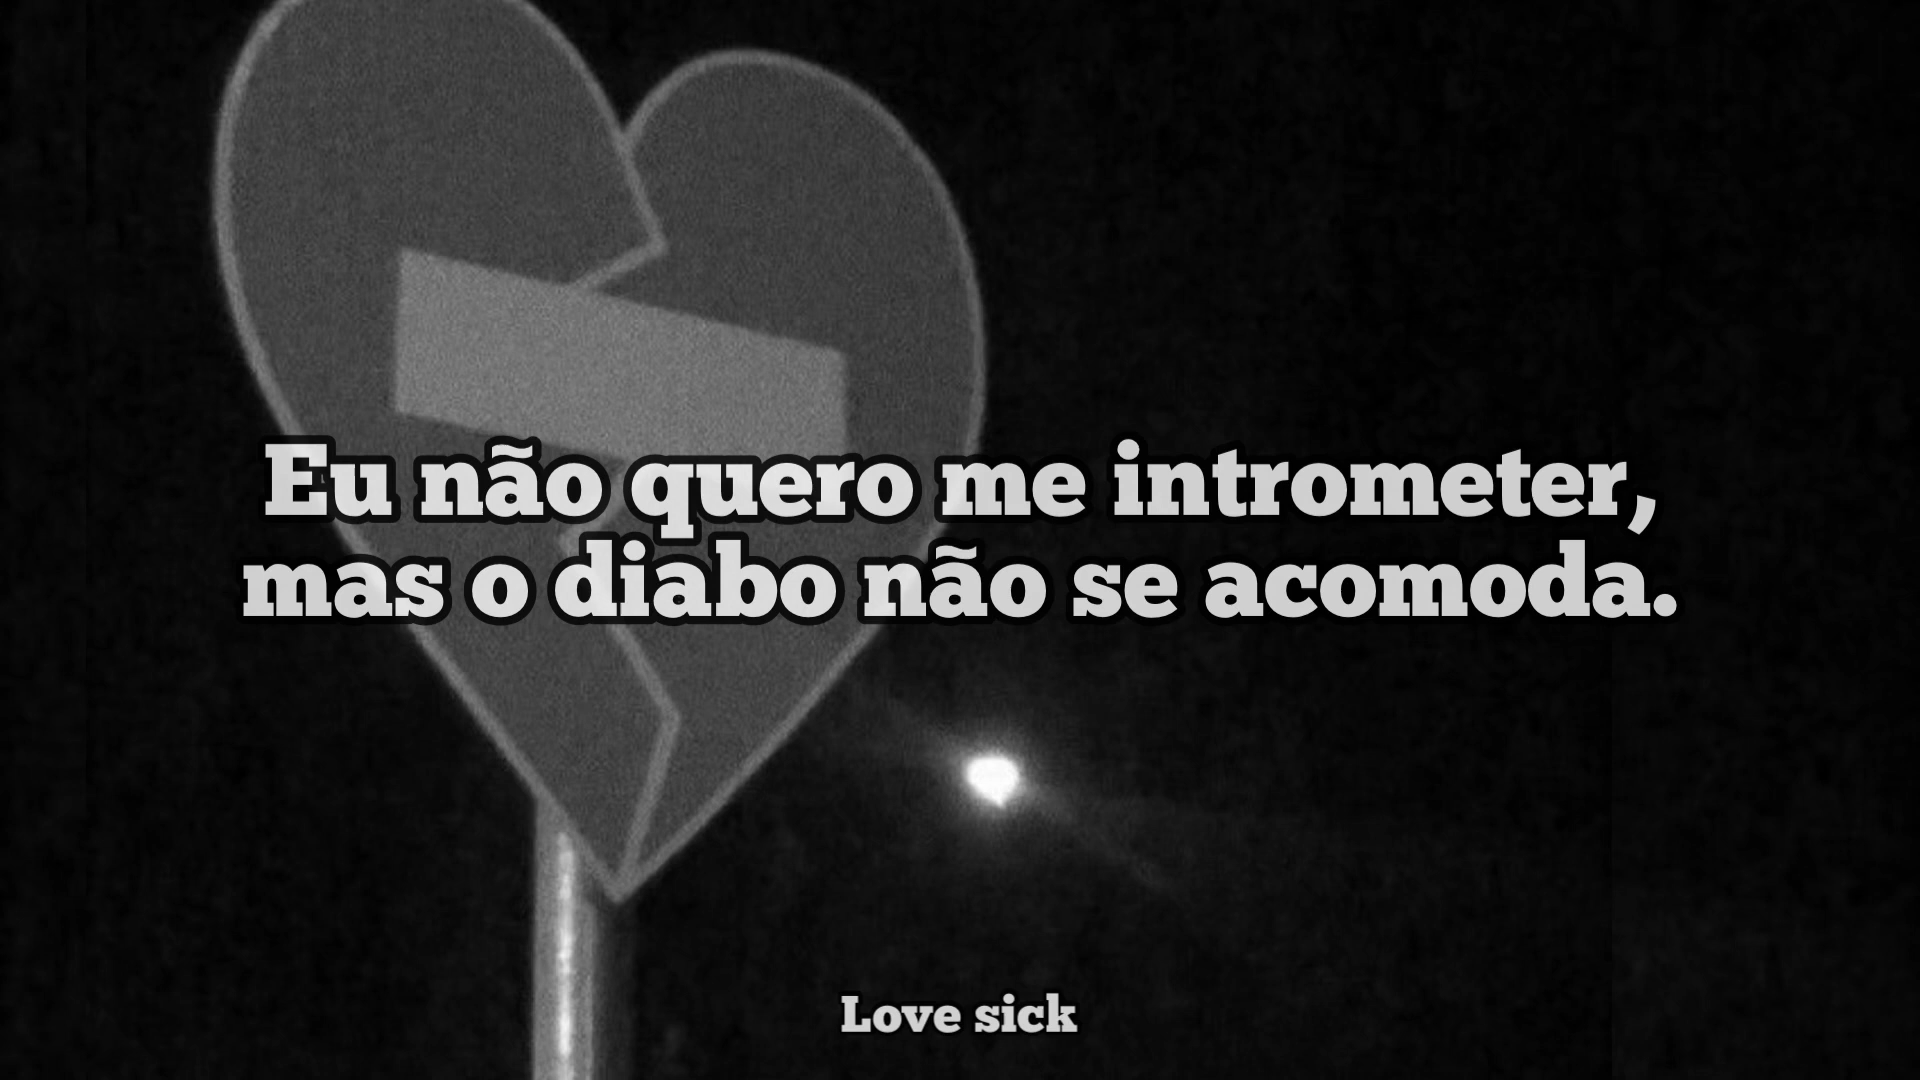 Eu não quero me intrometer,
mas o diabo não se acomoda.
Love sick